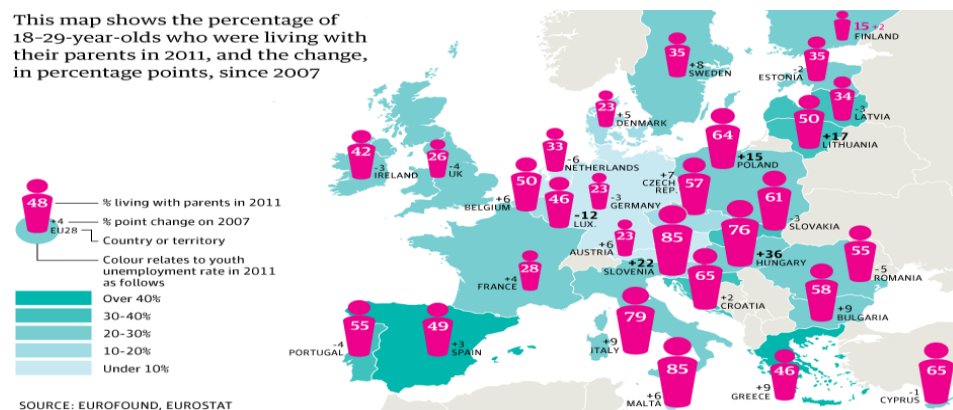 This map shows the percentage of
18-29-year-olds who were living with
their parents in 2011, and the change,
in percentage points, since 2007
48
+4
EU28
% living with parents in 2011
% point change on 2007
Country or territory
Colour relates to youth
unemployment rate in 2011
as follows
Over 40%
30-40%
20-30%
10-20%
Under 10%
SOURCE: EUROFOUND, EUROSTAT
15 +2
FINLAND
35
+8
SWEDEN
35
-2
ESTONIA
34
-3
LATVIA
50
+17
LITHUANIA
23
+5
DENMARK
42
-3
IRELAND
26
-4
UK
33
-6
NETHERLANDS
50
+6
BELGIUM
46
-12
LUX.
23
-3
GERMANY
64
+15
POLAND
57
+7
CZECH
REP.
61
-3
SLOVAKIA
23
+6
AUSTRIA
85
+22
SLOVENIA
76
+36
HUNGARY
55
-5
ROMANIA
28
+4
FRANCE
65
+2
CROATIA
58
+9
BULGARIA
55
-4
PORTUGAL
49
+3
SPAIN
79
+9
ITALY
85
+6
MALTA
46
+9
GREECE
65
-1
CYPRUS